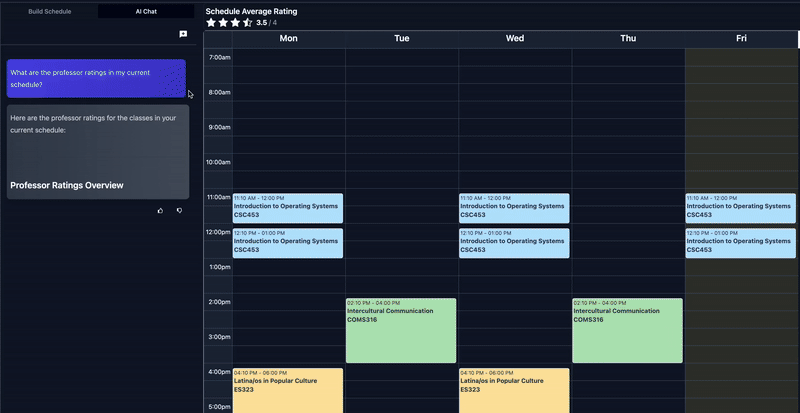 Build Schedule
AI Chat
What are the professor ratings in my current
schedule?
Here are the professor ratings for the classes in your
current schedule:
Professor Ratings Overview
Schedule Average Rating
3.5 / 4
Mon Tue Wed Thu Fri
7:00am
8:00am
9:00am
10:00am
11:00am
12:00pm
1:00pm
2:00pm
3:00pm
4:00pm
5:00pm
11:10 AM - 12:00 PM
Introduction to Operating Systems
CSC453
12:10 PM - 01:00 PM
Introduction to Operating Systems
CSC453
04:10 PM - 06:00 PM
Latina/os in Popular Culture
ES323
02:10 PM - 04:00 PM
Intercultural Communication
COMS316
11:10 AM - 12:00 PM
Introduction to Operating Systems
CSC453
12:10 PM - 01:00 PM
Introduction to Operating Systems
CSC453
04:10 PM - 06:00 PM
Latina/os in Popular Culture
ES323
02:10 PM - 04:00 PM
Intercultural Communication
COMS316
11:10 AM - 12:00 PM
Introduction to Operating Systems
CSC453
12:10 PM - 01:00 PM
Introduction to Operating Systems
CSC453